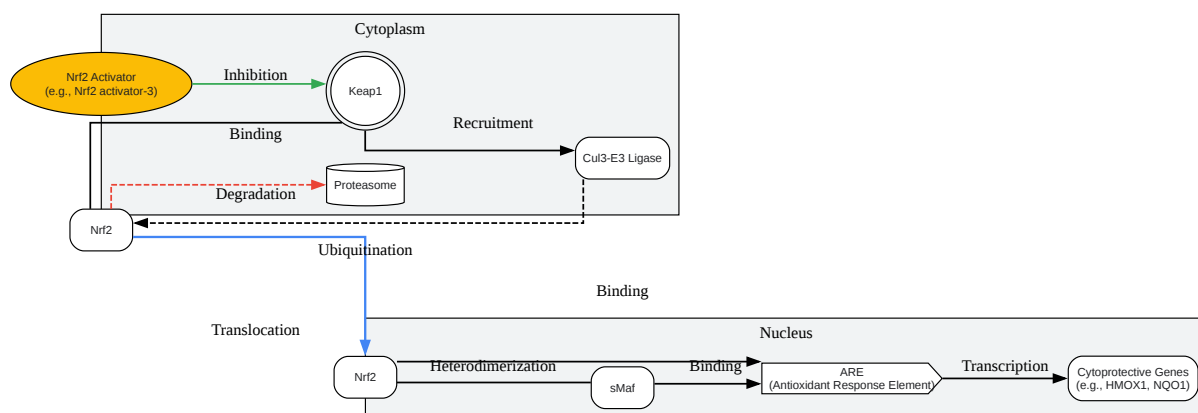 Cytoplasm
Nrf2 Activator
(e.g., Nrf2 activator-3)
Inhibition
Keap1
Binding
Recruitment
Cul3-E3 Ligase
Proteasome
Degradation
Nrf2
Ubiquitination
Binding
Translocation
Nucleus
Nrf2
Heterodimerization
sMaf
Binding
ARE
(Antioxidant Response Element)
Transcription
Cytoprotective Genes
(e.g., HMOX1, NQO1)